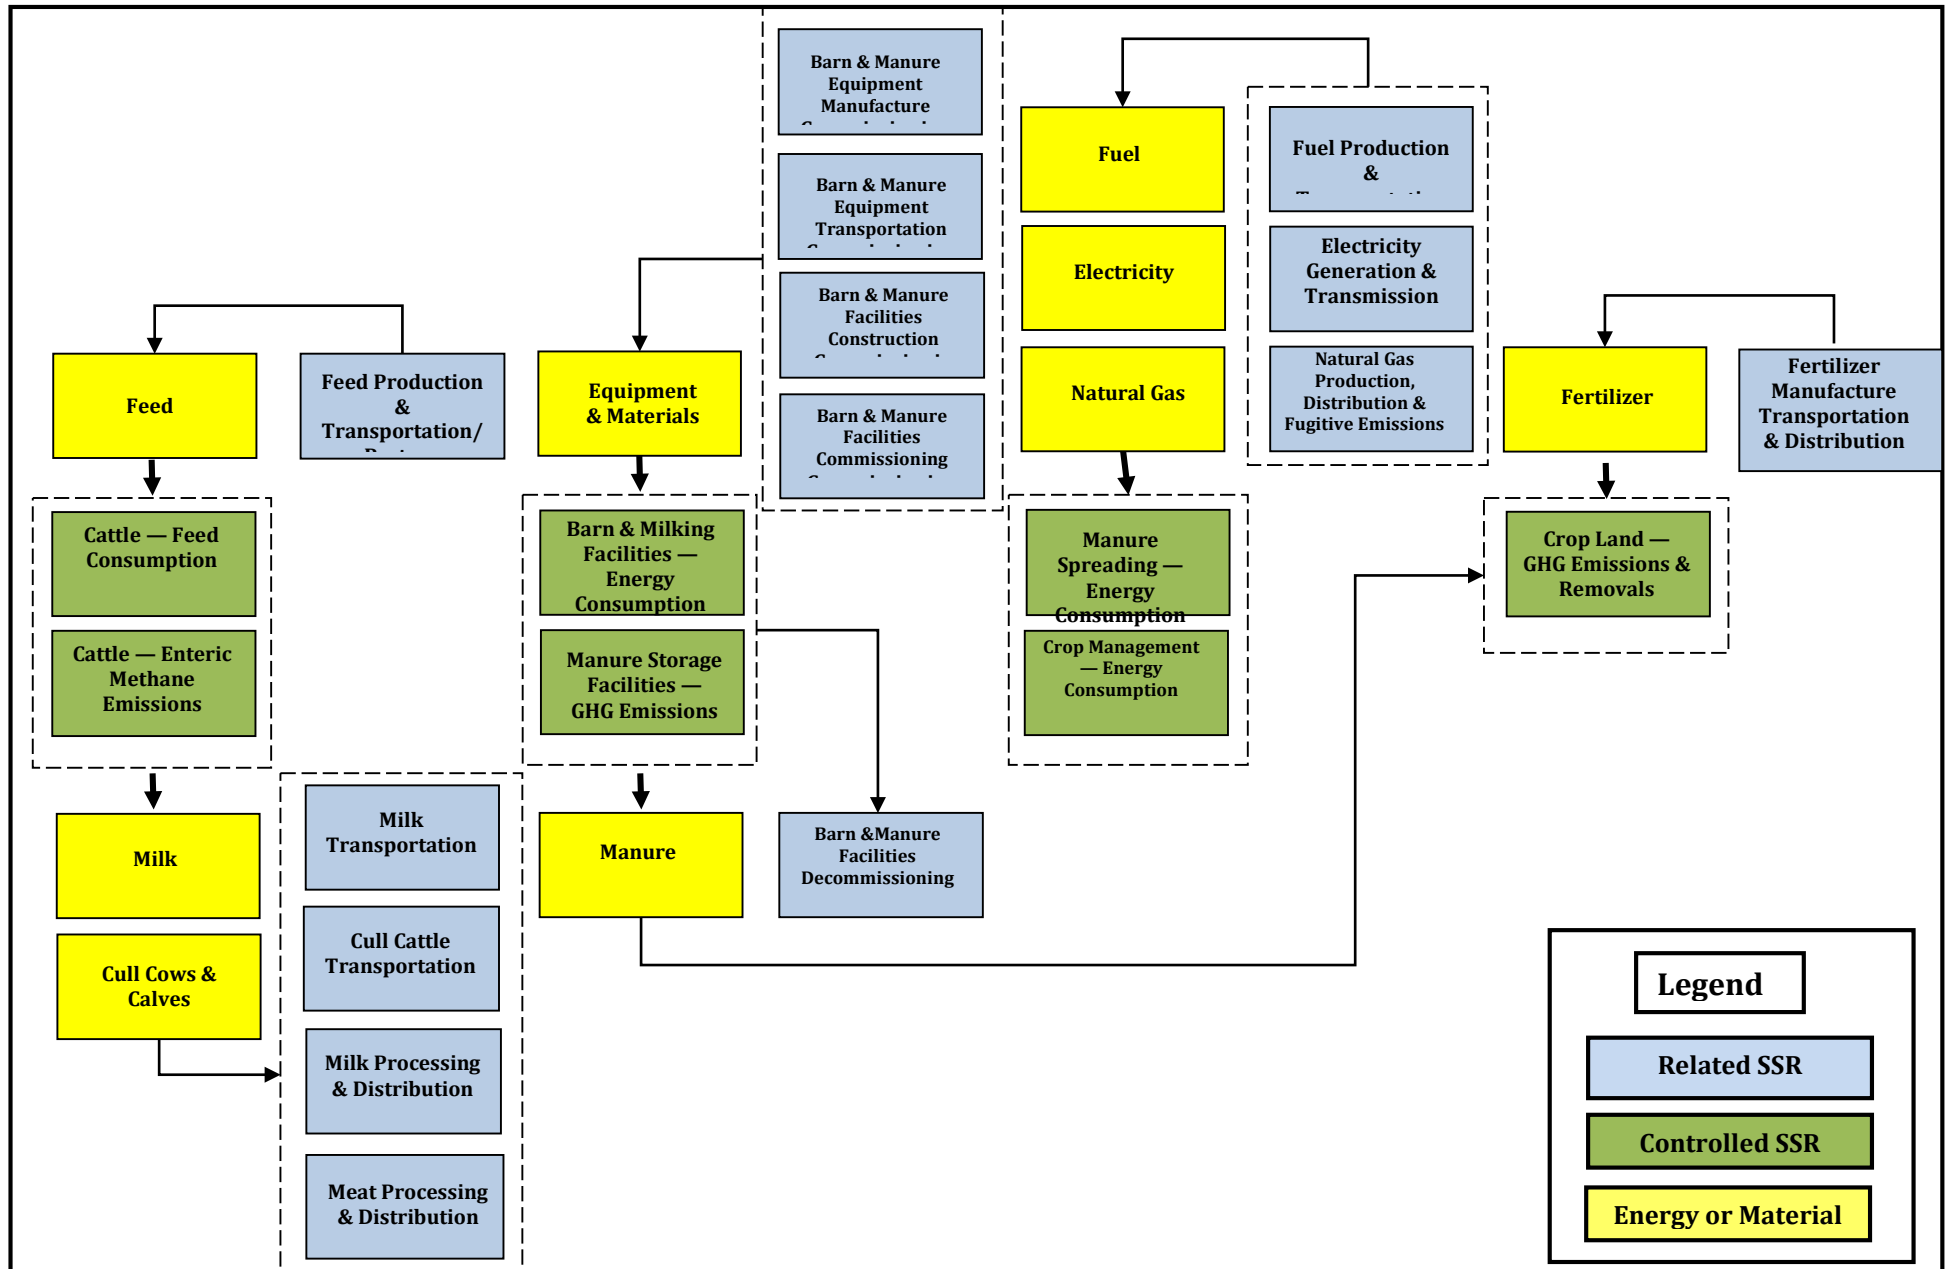 Barn & Manure
Equipment
Manufacture
Barn & Manure
Equipment
Transportation
Barn & Manure
Facilities
Construction
Barn & Manure
Facilities
Commissioning
Fuel
Electricity
Natural Gas
Fuel Production
&
Electricity
Generation &
Transmission
Natural Gas
Production,
Distribution &
Fugitive Emissions
Feed
Feed Production
&
Transportation/
Equipment
& Materials
Fertilizer
Fertilizer
Manufacture
Transportation
& Distribution
Cattle — Feed
Consumption
Cattle — Enteric
Methane
Emissions
Barn & Milking
Facilities —
Energy
Consumption
Manure Storage
Facilities —
GHG Emissions
Manure
Spreading —
Energy
Consumption
Crop Management
— Energy
Consumption
Crop Land —
GHG Emissions &
Removals
Milk
Cull Cows &
Calves
Milk
Transportation
Cull Cattle
Transportation
Milk Processing
& Distribution
Meat Processing
& Distribution
Manure
Barn &Manure
Facilities
Decommissioning
Legend
Related SSR
Controlled SSR
Energy or Material